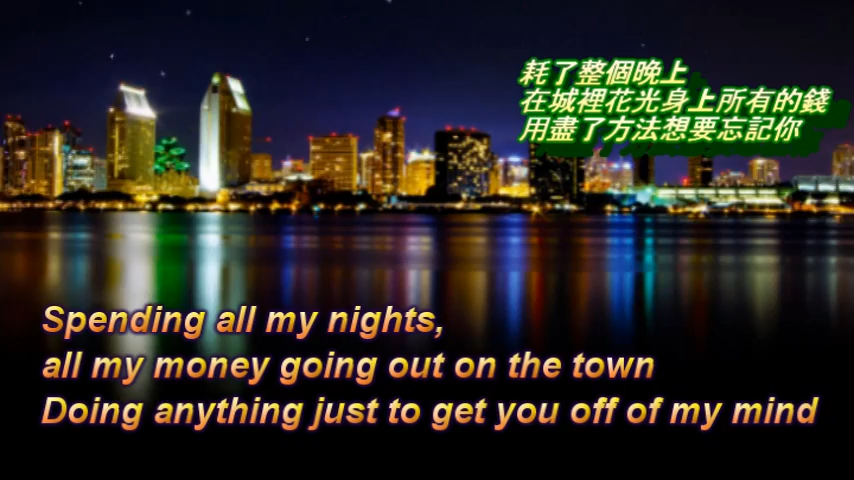 耗了整個晚上
在城裡花光身上所有的錢
用盡了方法想要忘記你
Spending all my nights,
all my money going out on the town
Doing anything just to get you off of my mind